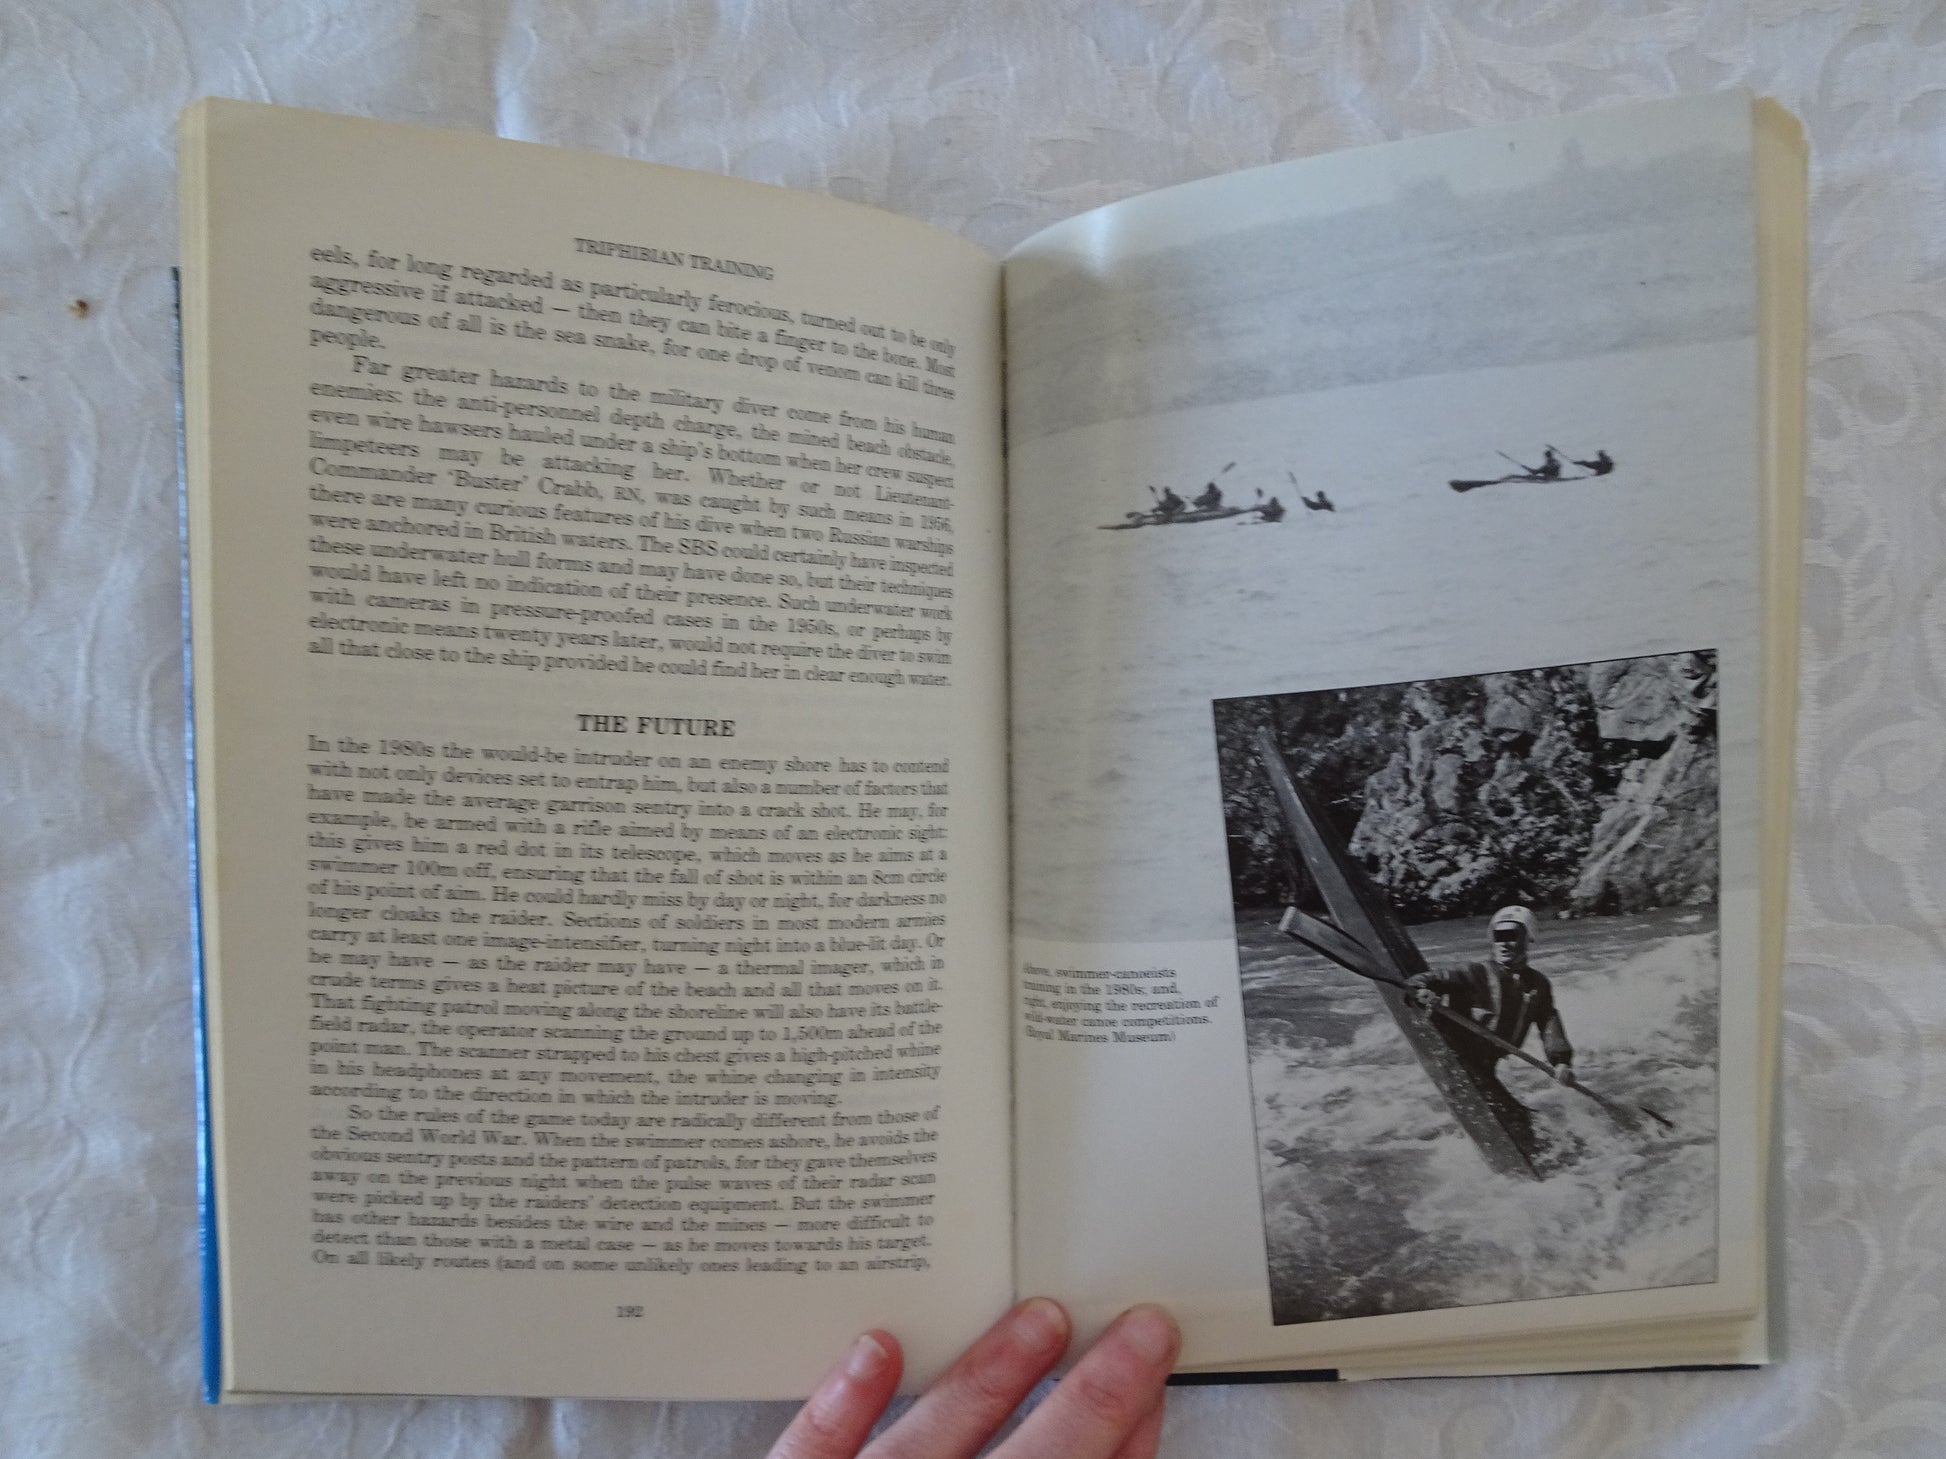 TRIPHIBIAN TRAINING
eels, for long regarded as particularly ferocious, turned out to be only
aggressive if attacked — then they can bite a finger to the bone. Most
dangerous of all is the sea snake, for one drop of venom can kill three
people.
Far greater hazards to the military diver come from his human
enemies: the anti-personnel depth charge, the mined beach obstacle,
even wire hawsers hauled under a ship's bottom when her crew suspect
limpeteers may be attacking her. Whether or not Lieutenant-
Commander 'Buster' Crabb, RN, was caught by such means in 1956,
there are many curious features of his dive when two Russian warships
were anchored in British waters. The SBS could certainly have inspected
these underwater hull forms and may have done so, but their techniques
would have left no indication of their presence. Such underwater work
with cameras in pressure-proofed cases in the 1950s, or perhaps by
electronic means twenty years later, would not require the diver to swim
all that close to the ship provided he could find her in clear enough water.
THE FUTURE
In the 1980s the would-be intruder on an enemy shore has to contend
with not only devices set to entrap him, but also a number of factors that
have made the average garrison sentry into a crack shot. He may, for
example, be armed with a rifle aimed by means of an electronic sight:
this gives him a red dot in its telescope, which moves as he aims at a
swimmer 100m off, ensuring that the fall of shot is within an 8cm circle
of his point of aim. He could hardly miss by day or night, for darkness no
longer cloaks the raider. Sections of soldiers in most modern armies
carry at least one image-intensifier, turning night into a blue-lit day. Or
he may have — as the raider may have — a thermal imager, which in
crude terms gives a heat picture of the beach and all that moves on it.
That fighting patrol moving along the shoreline will also have its battle-
field radar, the operator scanning the ground up to 1,500m ahead of the
point man. The scanner strapped to his chest gives a high-pitched whine
in his headphones at any movement, the whine changing in intensity
according to the direction in which the intruder is moving.
So the rules of the game today are radically different from those of
the Second World War. When the swimmer comes ashore, he avoids the
obvious sentry posts and the pattern of patrols, for they gave themselves
away on the previous night when the pulse waves of their radar scan
were picked up by the raiders' detection equipment. But the swimmer
has other hazards besides the wire and the mines — more difficult to
detect than those with a metal case — as he moves towards his target.
On all likely routes (and on some unlikely ones leading to an airstrip,
192
Above, swimmer-canoeists
training in the 1980s; and,
right, enjoying the recreation of
wild-water canoe competitions.
(Royal Marines Museum)